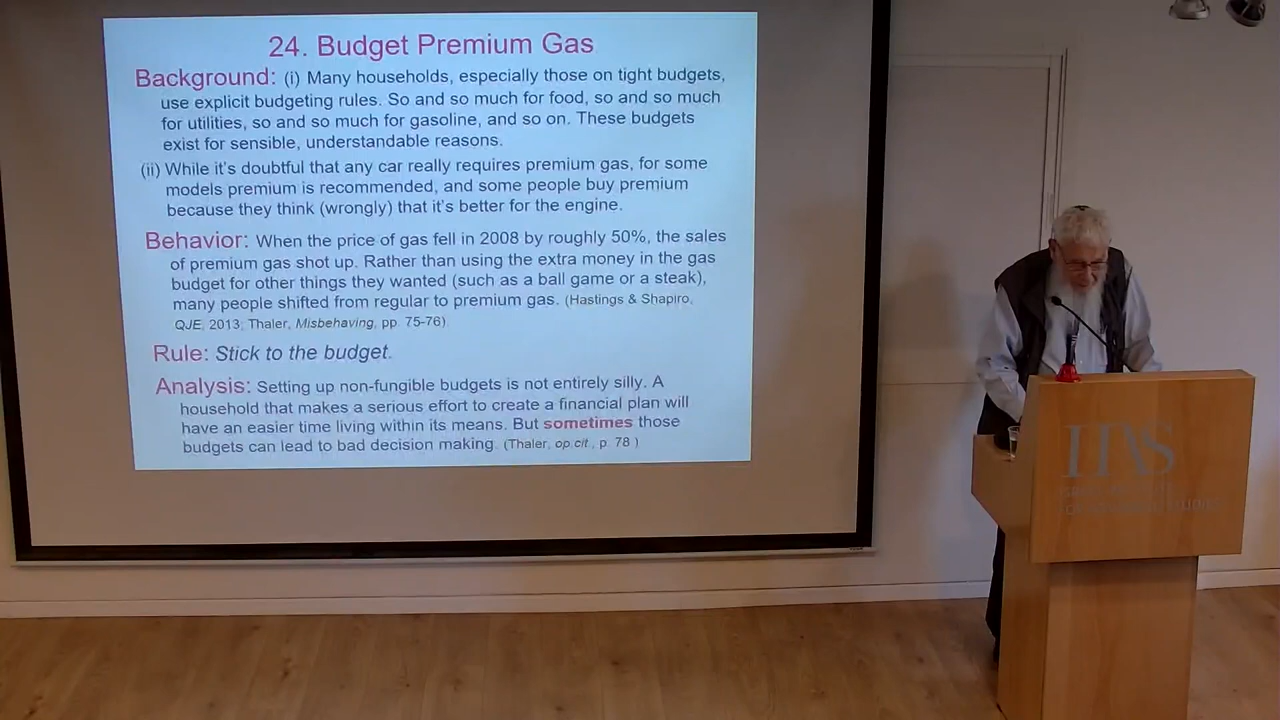 24. Budget Premium Gas
Background: (i) Many households, especially those on tight budgets,
use explicit budgeting rules. So and so much for food, so and so much
for utilities, so and so much for gasoline, and so on. These budgets
exist for sensible, understandable reasons.
(ii) While it's doubtful that any car really requires premium gas, for some
models premium is recommended, and some people buy premium
because they think (wrongly) that it's better for the engine.
Behavior: When the price of gas fell in 2008 by roughly 50%, the sales
of premium gas shot up. Rather than using the extra money in the gas
budget for other things they wanted (such as a ball game or a steak),
many people shifted from regular to premium gas. (Hastings & Shapiro,
QJE, 2013; Thaler, Misbehaving, pp 75-76)
Rule: Stick to the budget.
Analysis: Setting up non-fungible budgets is not entirely silly. A
household that makes a serious effort to create a financial plan will
have an easier time living within its means. But sometimes those
budgets can lead to bad decision making. (Thaler, op.cit., p. 78 )
IIAS